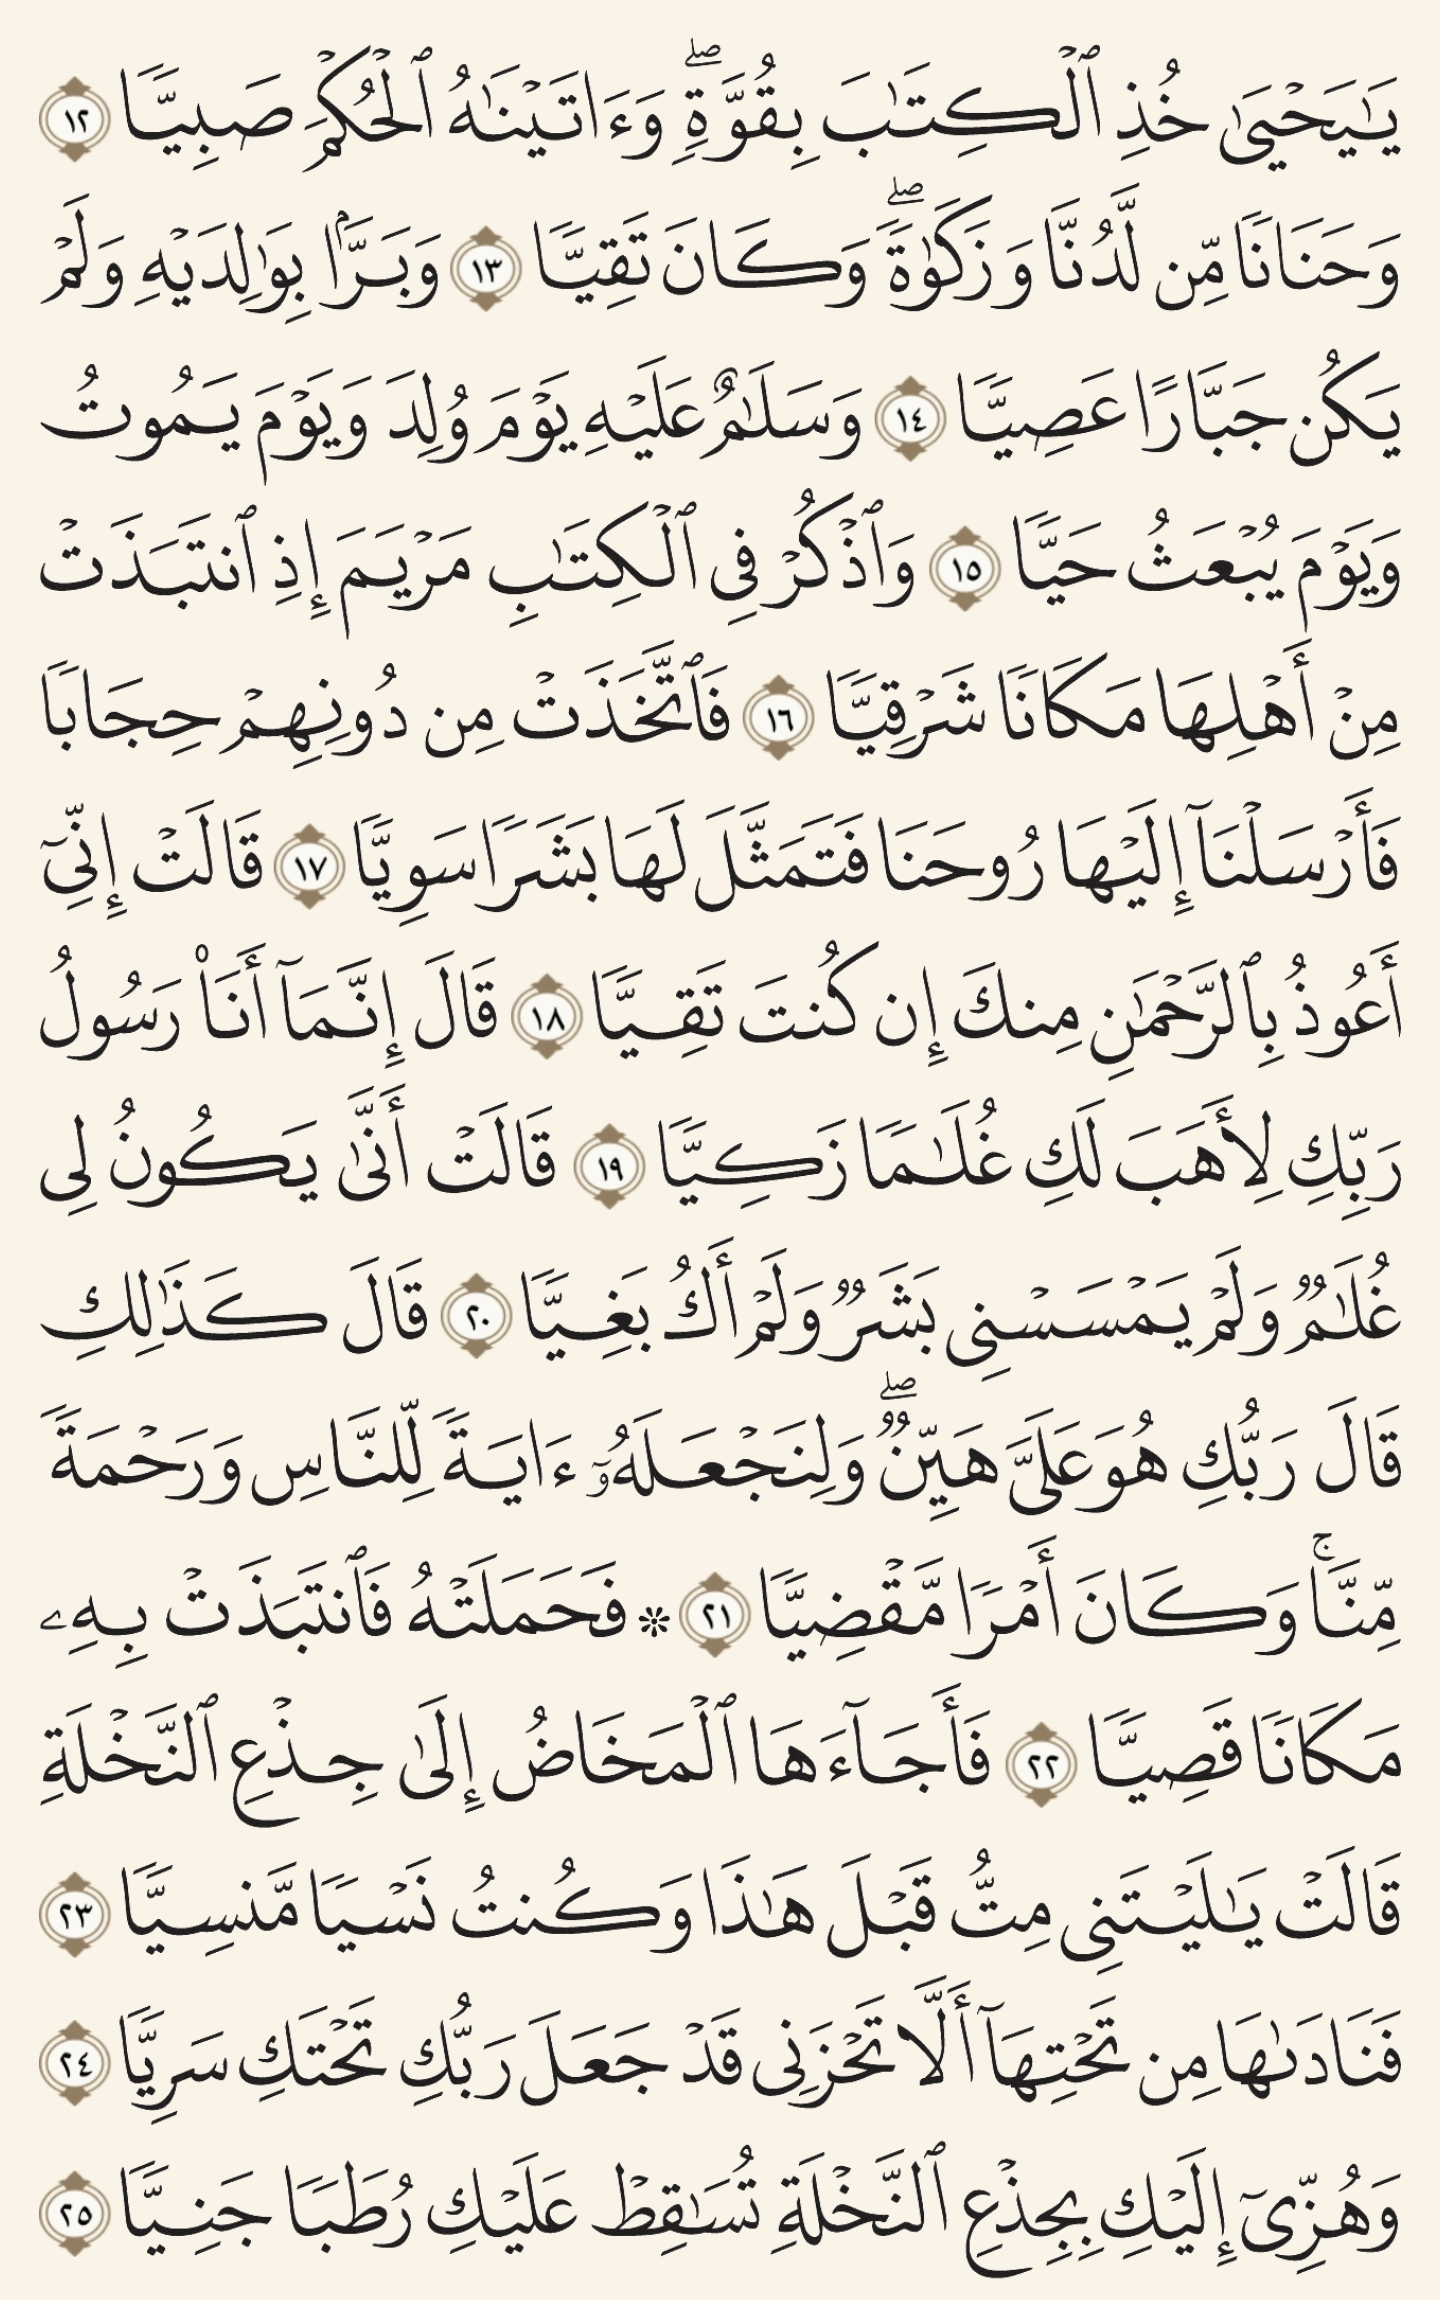 يَـٰيَحۡيَىٰ خُذِ ٱلۡكِتَـٰبَ بِقُوَّةٖۖ وَءَاتَيۡنَـٰهُ ٱلۡحُكۡمَ صَبِيّٗا ١٢
وَحَنَانٗا مِّن لَّدُنَّا وَزَكَوٰةٗۖ وَكَانَ تَقِيّٗا ١٣ وَبَرَّۢا بِوَٰلِدَيۡهِ وَلَمۡ
يَكُن جَبَّارًا عَصِيّٗا ١٤ وَسَلَـٰمٌ عَلَيۡهِ يَوۡمَ وُلِدَ وَيَوۡمَ يَمُوتُ
وَيَوۡمَ يُبۡعَثُ حَيّٗا ١٥ وَٱذۡكُرۡ فِى ٱلۡكِتَـٰبِ مَرۡيَمَ إِذِ ٱنتَبَذَتۡ
مِنۡ أَهۡلِهَا مَكَانٗا شَرۡقِيّٗا ١٦ فَٱتَّخَذَتۡ مِن دُونِهِمۡ حِجَابٗا
فَأَرۡسَلۡنَآ إِلَيۡهَا رُوحَنَا فَتَمَثَّلَ لَهَا بَشَرٗا سَوِيّٗا ١٧ قَالَتۡ إِنِّىٓ
أَعُوذُ بِٱلرَّحۡمَـٰنِ مِنكَ إِن كُنتَ تَقِيّٗا ١٨ قَالَ إِنَّمَآ أَنَا۠ رَسُولُ
رَبِّكِ لِأَهَبَ لَكِ غُلَـٰمٗا زَكِيّٗا ١٩ قَالَتۡ أَنَّىٰ يَكُونُ لِى
غُلَـٰمٞ وَلَمۡ يَمۡسَسۡنِى بَشَرٞ وَلَمۡ أَكُ بَغِيّٗا ٢٠ قَالَ كَذَٰلِكِ
قَالَ رَبُّكِ هُوَ عَلَىَّ هَيِّنٞۖ وَلِنَجۡعَلَهُۥٓ ءَايَةٗ لِّلنَّاسِ وَرَحۡمَةٗ
مِّنَّاۚ وَكَانَ أَمۡرٗا مَّقۡضِيّٗا ٢١ ۞ فَحَمَلَتۡهُ فَٱنتَبَذَتۡ بِهِۦ
مَكَانٗا قَصِيّٗا ٢٢ فَأَجَآءَهَا ٱلۡمَخَاضُ إِلَىٰ جِذۡعِ ٱلنَّخۡلَةِ
قَالَتۡ يَـٰلَيۡتَنِى مِتُّ قَبۡلَ هَـٰذَا وَكُنتُ نَسۡيٗا مَّنسِيّٗا ٢٣
فَنَادَىٰهَا مِن تَحۡتِهَآ أَلَّا تَحۡزَنِى قَدۡ جَعَلَ رَبُّكِ تَحۡتَكِ سَرِيّٗا ٢٤
وَهُزِّىٓ إِلَيۡكِ بِجِذۡعِ ٱلنَّخۡلَةِ تُسَـٰقِطۡ عَلَيۡكِ رُطَبٗا جَنِيّٗا ٢٥